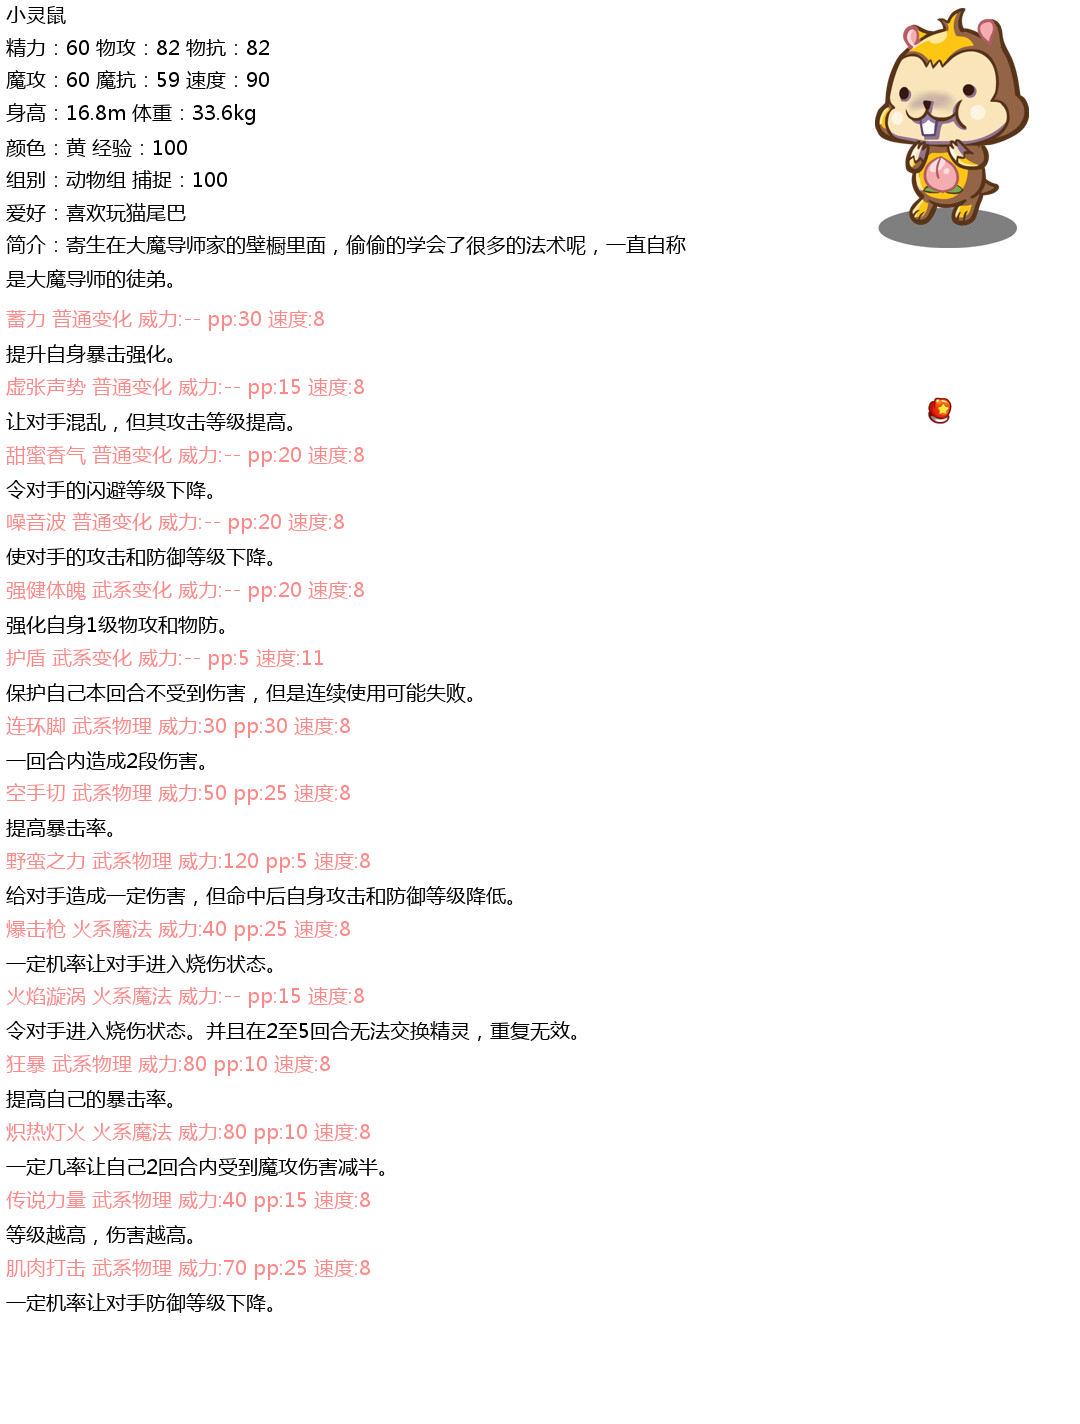 小灵鼠
精力：60 物攻：82 物抗：82
魔攻：60 魔抗：59 速度：90
身高：16.8m 体重：33.6kg
颜色：黄 经验：100
组别：动物组 捕捉：100
爱好：喜欢玩猫尾巴
简介：寄生在大魔导师家的壁橱里面，偷偷的学会了很多的法术呢，一直自称
是大魔导师的徒弟。
蓄力 普通变化 威力:-- pp:30 速度:8
提升自身暴击强化。
虚张声势 普通变化 威力:-- pp:15 速度:8
让对手混乱，但其攻击等级提高。
甜蜜香气 普通变化 威力:-- pp:20 速度:8
令对手的闪避等级下降。
噪音波 普通变化 威力:-- pp:20 速度:8
使对手的攻击和防御等级下降。
强健体魄 武系变化 威力:-- pp:20 速度:8
强化自身1级物攻和物防。
护盾 武系变化 威力:-- pp:5 速度:11
保护自己本回合不受到伤害，但是连续使用可能失败。
连环脚 武系物理 威力:30 pp:30 速度:8
一回合内造成2段伤害。
空手切 武系物理 威力:50 pp:25 速度:8
提高暴击率。
野蛮之力 武系物理 威力:120 pp:5 速度:8
给对手造成一定伤害，但命中后自身攻击和防御等级降低。
爆击枪 火系魔法 威力:40 pp:25 速度:8
一定机率让对手进入烧伤状态。
火焰漩涡 火系魔法 威力:-- pp:15 速度:8
令对手进入烧伤状态。并且在2至5回合无法交换精灵，重复无效。
狂暴 武系物理 威力:80 pp:10 速度:8
提高自己的暴击率。
炽热灯火 火系魔法 威力:80 pp:10 速度:8
一定几率让自己2回合内受到魔攻伤害减半。
传说力量 武系物理 威力:40 pp:15 速度:8
等级越高，伤害越高。
肌肉打击 武系物理 威力:70 pp:25 速度:8
一定机率让对手防御等级下降。